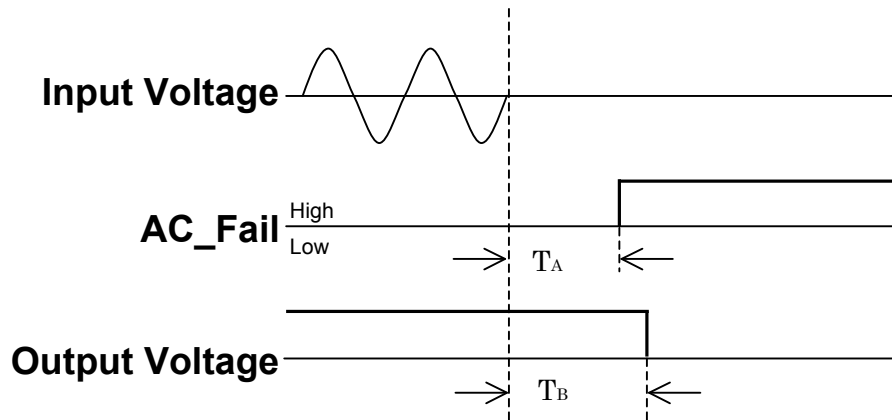 Input Voltage
AC_Fail
High
Low
TA
Output Voltage
TB